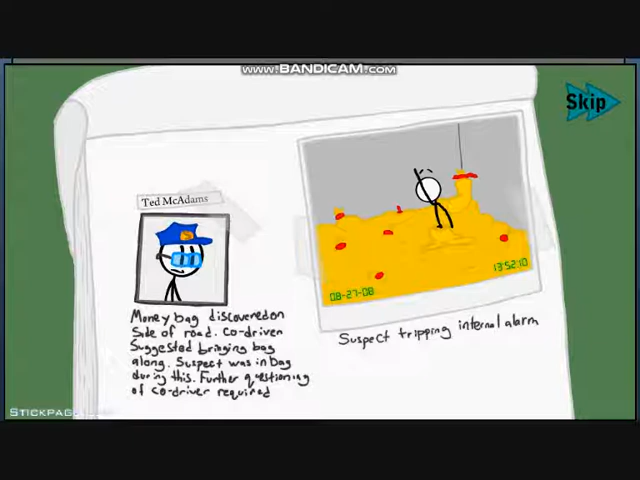 WWW.BANDICAM.COM
Skip
Ted McAdams
08-27-08
13:52:10
Money bag discovered on
Side of road. Co-driven
Suggested bringing bag
along. Suspect was in bag
during this. Further questioning
of co-driver required
Suspect tripping internal alarm